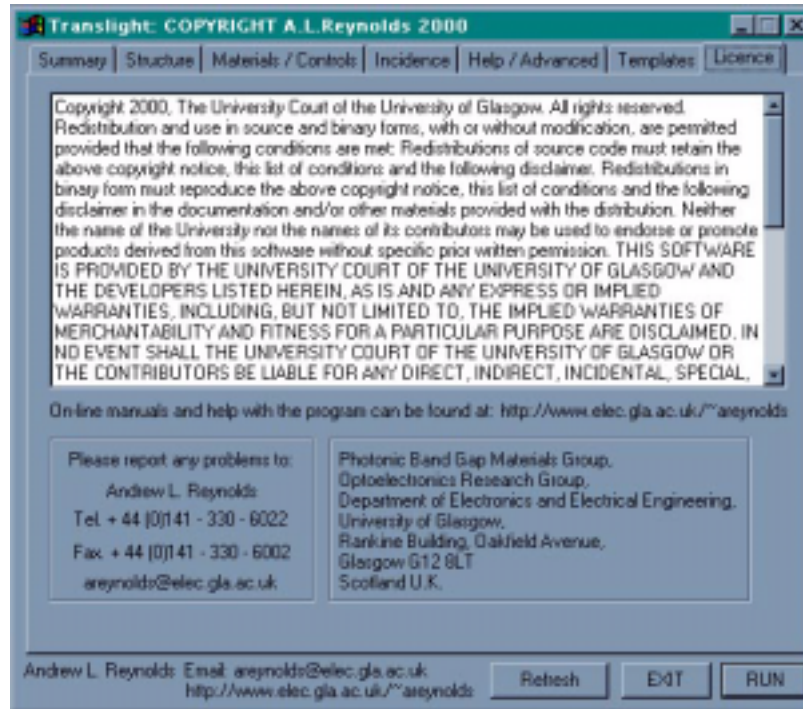 Translight: COPYRIGHT A.L.Reynolds 2000
Summary Structure Materials / Controls Incidence Help / Advanced Templates Licence
Copyright 2000, The University Court of the University of Glasgow. All rights reserved.
Redistribution and use in source and binary forms, with or without modification, are permitted
provided that the following conditions are met: Redistributions of source code must retain the
above copyright notice, this list of conditions and the following disclaimer. Redistributions in
binary form must reproduce the above copyright notice, this list of conditions and the following
disclaimer in the documentation and/or other materials provided with the distribution. Neither
the name of the University nor the names of its contributors may be used to endorse or promote
products derived from this software without specific prior written permission. THIS SOFTWARE
IS PROVIDED BY THE UNIVERSITY COURT OF THE UNIVERSITY OF GLASGOW AND
THE DEVELOPERS LISTED HEREIN, AS IS AND ANY EXPRESS OR IMPLIED
WARRANTIES, INCLUDING, BUT NOT LIMITED TO, THE IMPLIED WARRANTIES OF
MERCHANTABILITY AND FITNESS FOR A PARTICULAR PURPOSE ARE DISCLAIMED. IN
NO EVENT SHALL THE UNIVERSITY COURT OF THE UNIVERSITY OF GLASGOW OR
THE CONTRIBUTORS BE LIABLE FOR ANY DIRECT, INDIRECT, INCIDENTAL, SPECIAL,
On-line manuals and help with the program can be found at: http://www.elec.gla.ac.uk/~areynolds
Please report any problems to:
Andrew L. Reynolds
Tel. + 44 (0)141 - 330 - 6022
Fax. + 44 (0)141 - 330 - 6002
areynolds@elec.gla.ac.uk
Photonic Band Gap Materials Group,
Optoelectronics Research Group,
Department of Electronics and Electrical Engineering,
University of Glasgow,
Rankine Building, Oakfield Avenue,
Glasgow G12 8LT
Scotland U.K.
Andrew L. Reynolds Email: areynolds@elec.gla.ac.uk
http://www.elec.gla.ac.uk/~areynolds
Refresh EXIT RUN